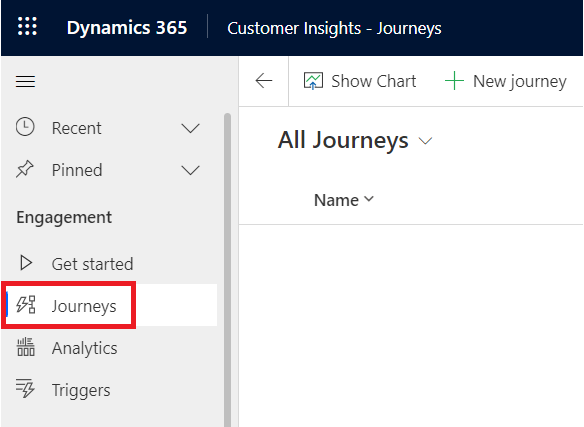 Dynamics 365 Customer Insights - Journeys
Show Chart New journey
Recent
Pinned
Engagement
Get started
Journeys
Analytics
Triggers
All Journeys
Name